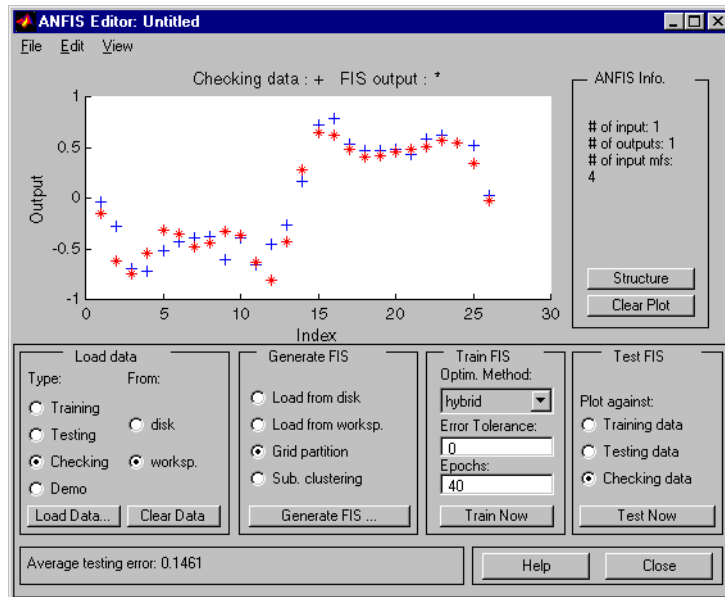 ANFIS Editor: Untitled
File Edit View
Checking data : + FIS output : *
1
0.5
0
-0.5
-1
Output
0 5 10 15 20 25 30
Index
ANFIS Info.
# of input: 1
# of outputs: 1
# of input mfs:
4
Structure
Clear Plot
Load data
Type: From:
Training
disk
Testing
Checking
worksp.
Demo
Load Data... Clear Data
Generate FIS
Load from disk
Load from worksp.
Grid partition
Sub. clustering
Generate FIS ...
Train FIS
Optim. Method:
hybrid
Error Tolerance:
0
Epochs:
40
Train Now
Test FIS
Plot against:
Training data
Testing data
Checking data
Test Now
Average testing error: 0.1461
Help Close